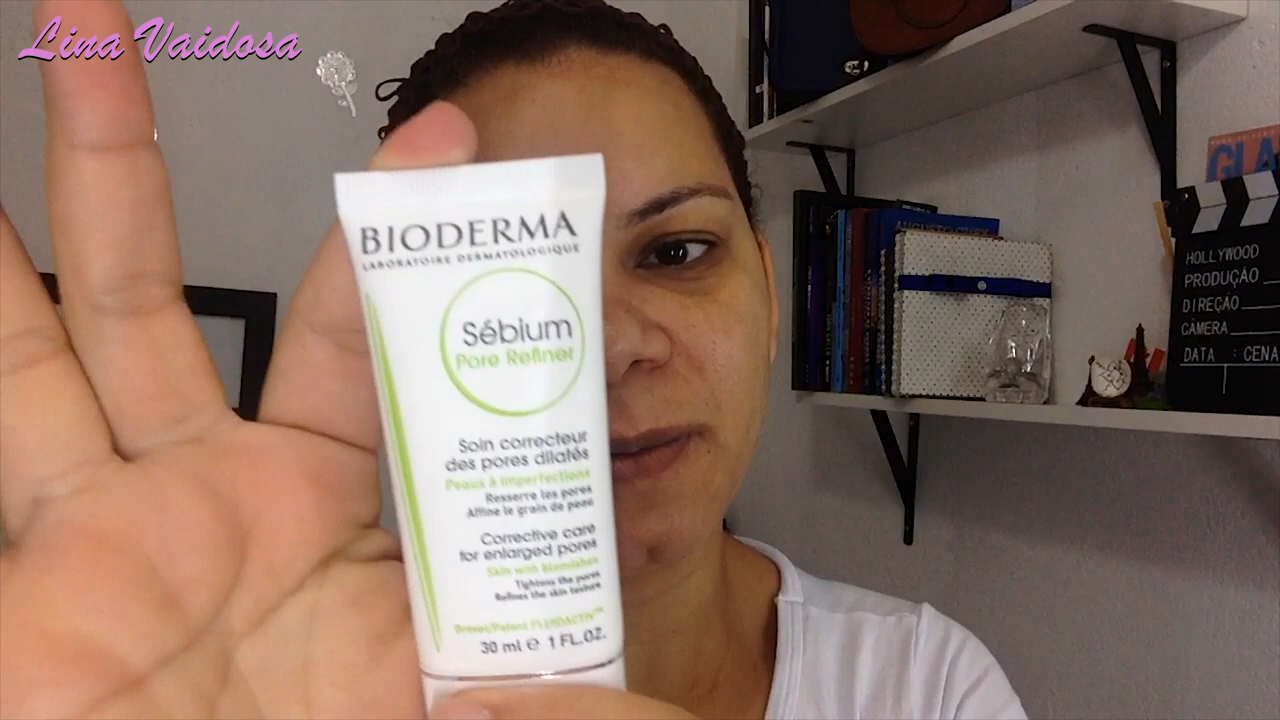 Lina Vaidosa
BIODERMA
LABORATOIRE DERMATOLOGIQUE
Sébium
Pore Refiner
Soin correcteur
des pores dilatés
Peaux à imperfections
Resserre les pores
Affine le grain de peau
Corrective care
for enlarged pores
Skin with blemishes
Tightens the pores
Refines the skin texture
Brevet/Patent FLUIDACTIV™
30 ml e 1 FL.OZ.
HOLLYWOOD
PRODUÇÃO
DIREÇÃO
CÂMERA
DATA : CENA